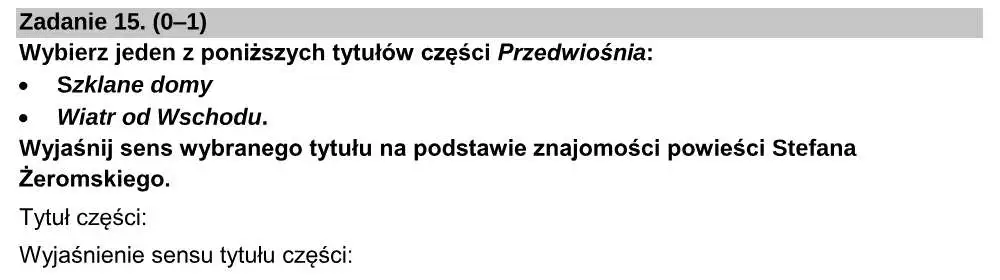 Zadanie 15. (0–1)
Wybierz jeden z poniższych tytułów części Przedwiośnia:
• Szklane domy
• Wiatr od Wschodu.
Wyjaśnij sens wybranego tytułu na podstawie znajomości powieści Stefana
Żeromskiego.
Tytuł części:
Wyjaśnienie sensu tytułu części: